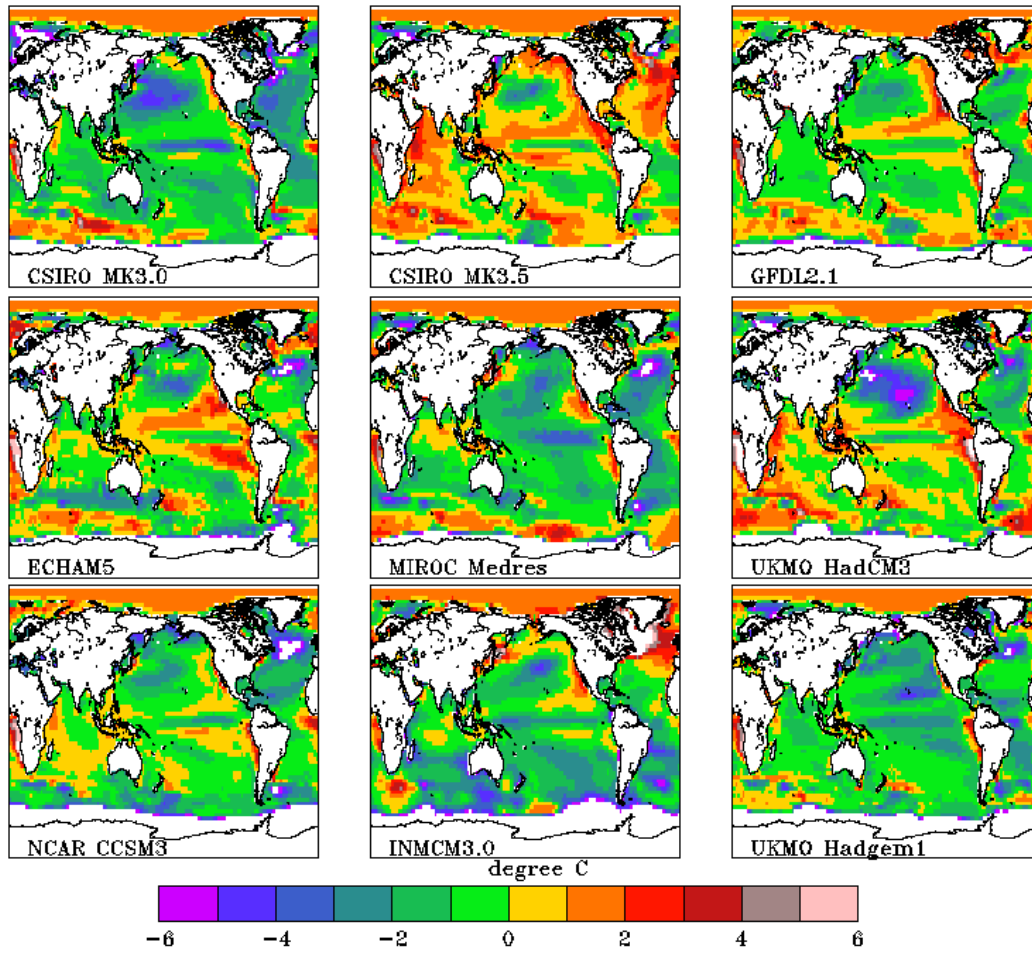 CSIRO MK3.0
CSIRO MK3.5
GFDL2.1
ECHAM5
MIROC Medres
UKMO HadCM3
NCAR CCSM3
INMCM3.0
UKMO Hadgem1
degree C
-6 -4 -2 0 2 4 6